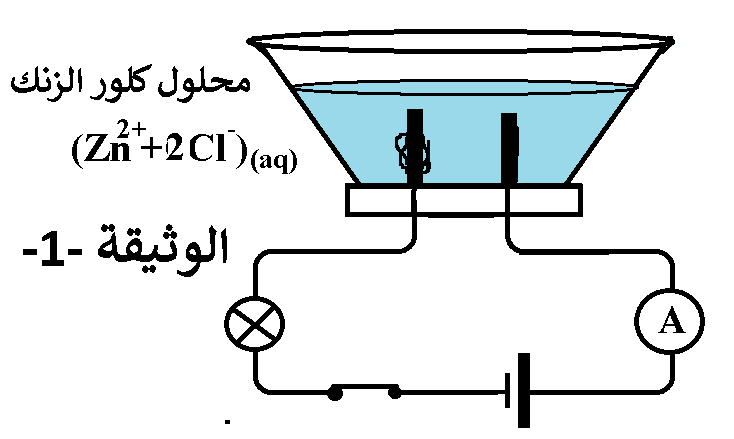 محلول كلور الزنك
(Zn²⁺+2Cl⁻)(aq)
الوثيقة -1-
A